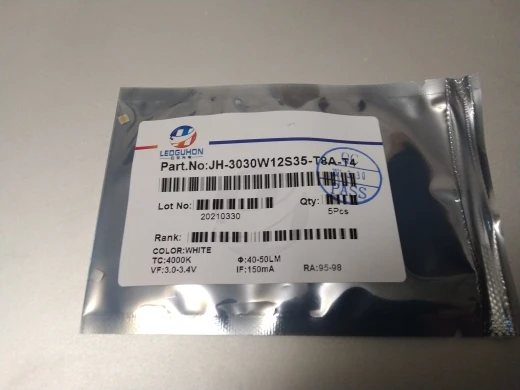 LEDGUHON
Part.No:JH-3030W12S35-T8A-T4
Lot No:
20210330
Qty:
5Pcs
QC
PASS
Rank:
COLOR:WHITE
TC:4000K Φ:40-50LM
VF:3.0-3.4V IF:150mA RA:95-98